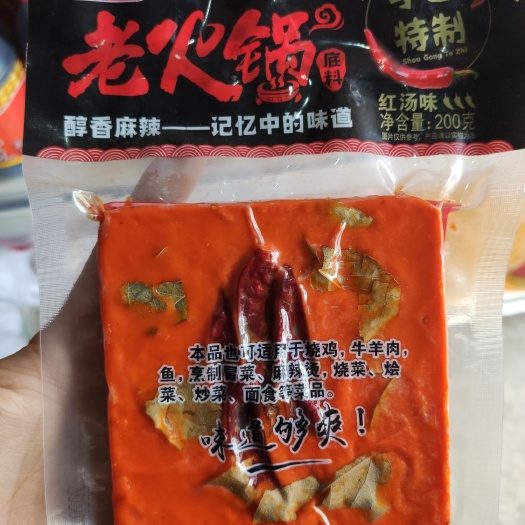 老火锅
底料
特制
Shou Gong Te Zhi
醇香麻辣——记忆中的味道
红汤味
净含量:200克
本品也可适用于烧鸡,牛羊肉,
鱼,烹制冒菜、麻辣烫,烧菜、烩
菜、炒菜、面食等菜品。
味道够爽!